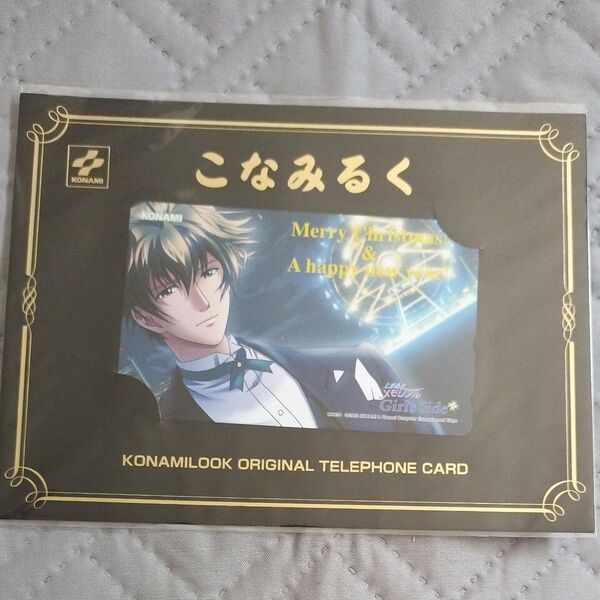 KONAMI
こなみるく
KONAMI
Merry Christmas
&
A happy new year!!
ときめき
メモリアル
Girl's Side
KONAMILOOK ORIGINAL TELEPHONE CARD